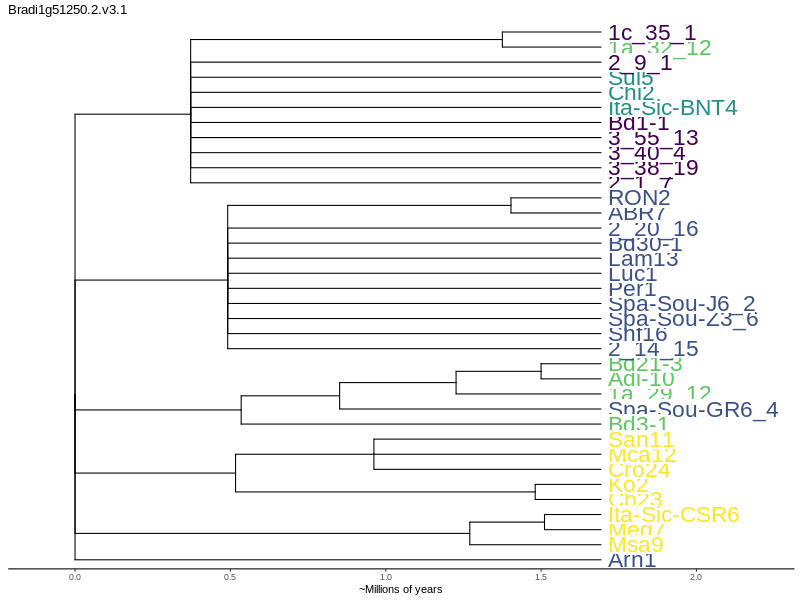 Bradi1g51250.2.v3.1
1c_35_1
Ta_32_12
2_9_1
Sul5
Chi2
Ita-Sic-BNT4
Bd1-1
3_55_13
3_40_4
3_38_19
2_1_7
RON2
ABR7
2_20_16
Bd30-1
Lam13
Luc1
Per1
Spa-Sou-J6_2
Spa-Sou-Z3_6
Shf16
2_14_15
Bd21-3
Adi-10
Ta_29_12
Spa-Sou-GR6_4
Bd3-1
San11
Mca12
Cro24
Ko2
Cb23
Ita-Sic-CSR6
Meg7
Msa9
Arn1
0.0 0.5 1.0 1.5 2.0
~Millions of years